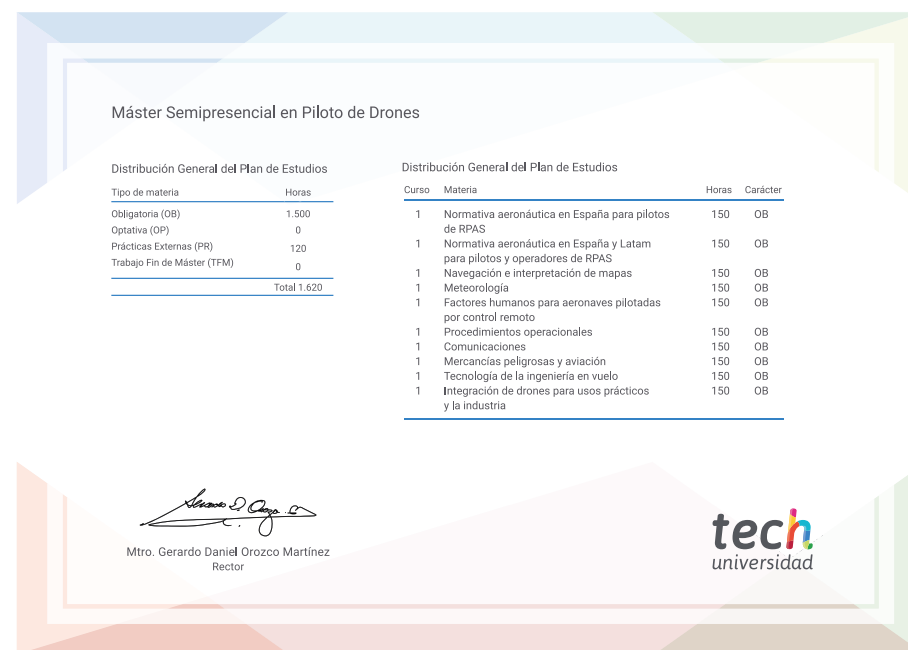 Máster Semipresencial en Piloto de Drones
Distribución General del Plan de Estudios
Tipo de materia Horas
Obligatoria (OB) 1.500
Optativa (OP) 0
Prácticas Externas (PR) 120
Trabajo Fin de Máster (TFM) 0
Total 1.620
Distribución General del Plan de Estudios
Curso Materia Horas Carácter
1 Normativa aeronáutica en España para pilotos 150 OB
de RPAS
1 Normativa aeronáutica en España y Latam 150 OB
para pilotos y operadores de RPAS
1 Navegación e interpretación de mapas 150 OB
1 Meteorología 150 OB
1 Factores humanos para aeronaves pilotadas 150 OB
por control remoto
1 Procedimientos operacionales 150 OB
1 Comunicaciones 150 OB
1 Mercancías peligrosas y aviación 150 OB
1 Tecnología de la ingeniería en vuelo 150 OB
1 Integración de drones para usos prácticos 150 OB
y la industria
Mtro. Gerardo Daniel Orozco Martínez
Rector
tech
universidad